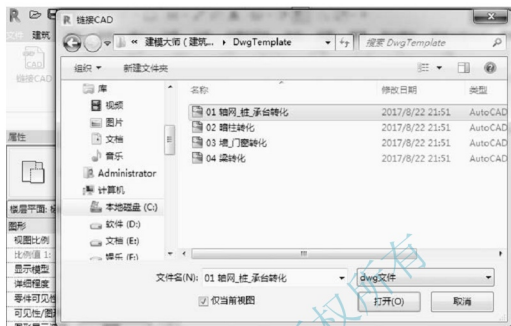 链接CAD
建筑
CAD
链接CAD
« 建模大师（建筑... ▸ DwgTemplate
搜索 DwgTemplate
组织 新建文件夹
名称 修改日期 类型
库
视频
图片
文档
音乐
Administrator
计算机
本地磁盘 (C:)
软件 (D:)
文档 (E:)
娱乐 (F:)
01 轴网_桩_承台转化 2017/8/22 21:51 AutoCAD
02 暗柱转化 2017/8/22 21:51 AutoCAD
03 墙_门窗转化 2017/8/22 21:51 AutoCAD
04 梁转化 2017/8/22 21:51 AutoCAD
属性
楼层平面:
图形
视图比例
比例值 1:
显示模型
详细程度
零件可见
可见性/图
文件名(N): 01 轴网_桩_承台转化 dwg文件
仅当前视图
打开(O) 取消
版权所有